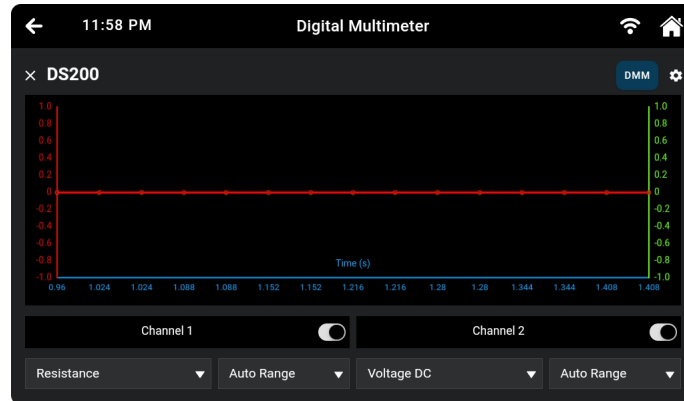 11:58 PM Digital Multimeter
× DS200 DMM
1.0 1.0
0.8 0.8
0.6 0.6
0.4 0.4
0.2 0.2
0 0
-0.2 -0.2
-0.4 -0.4
-0.6 -0.6
-0.8 Time (s) -0.8
-1.0 -1.0
0.96 1.024 1.024 1.088 1.088 1.152 1.152 1.216 1.216 1.28 1.28 1.344 1.344 1.408 1.408
Channel 1 Channel 2
Resistance Auto Range Voltage DC Auto Range